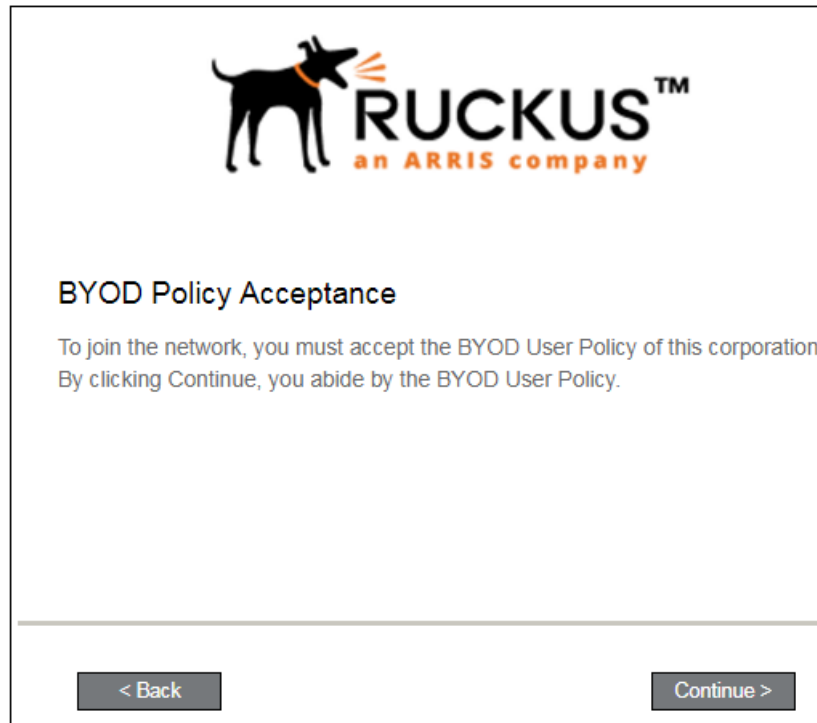 RUCKUS™
an ARRIS company
BYOD Policy Acceptance
To join the network, you must accept the BYOD User Policy of this corporation
By clicking Continue, you abide by the BYOD User Policy.
< Back
Continue >